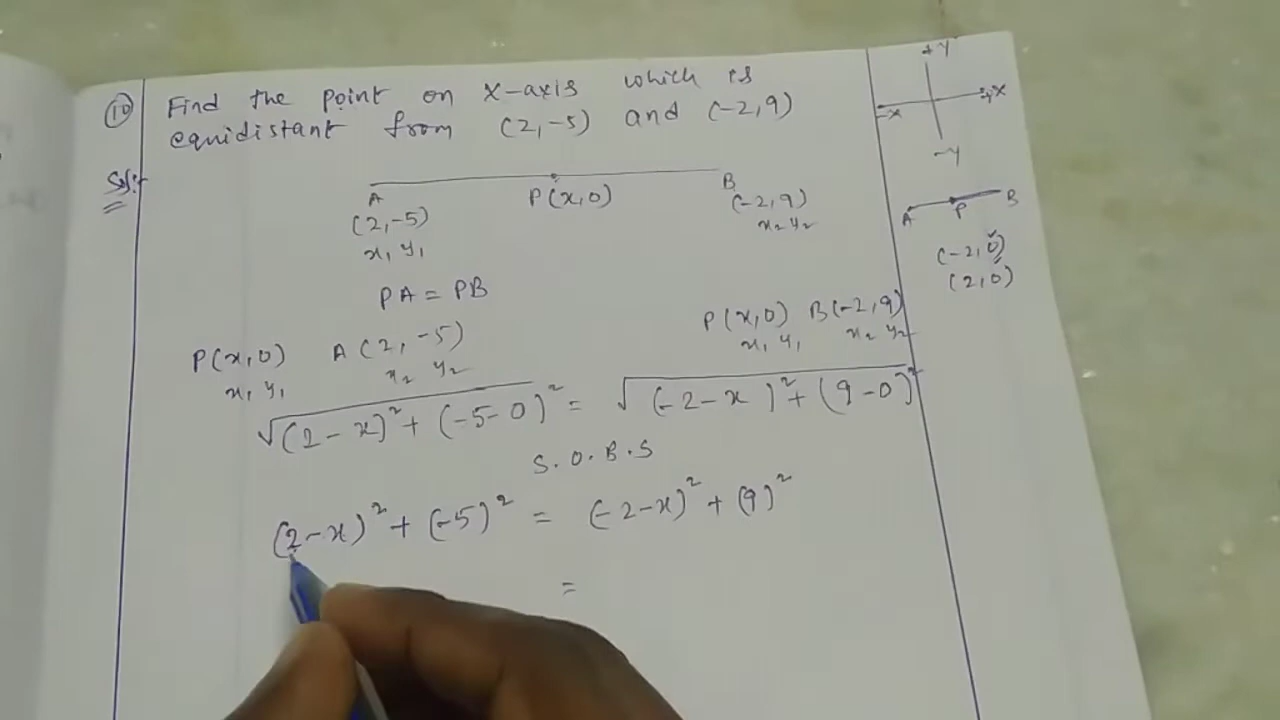 (10) Find the point on x-axis which is
equidistant from (2,-5) and (-2,9)
Sol:-
A P(x,0) B
(2,-5) (-2,9)
x₁ y₁ x₂ y₂
PA = PB
P(x,0) A(2,-5) P(x,0) B(-2,9)
x₁ y₁ x₂ y₂ x₁ y₁ x₂ y₂
√(2-x)²+(-5-0)² = √(-2-x)²+(9-0)²
S.O.B.S
(2-x)²+(-5)² = (-2-x)²+(9)²
=
+Y
-X +X
-Y
A P B
(-2,0)
(2,0)